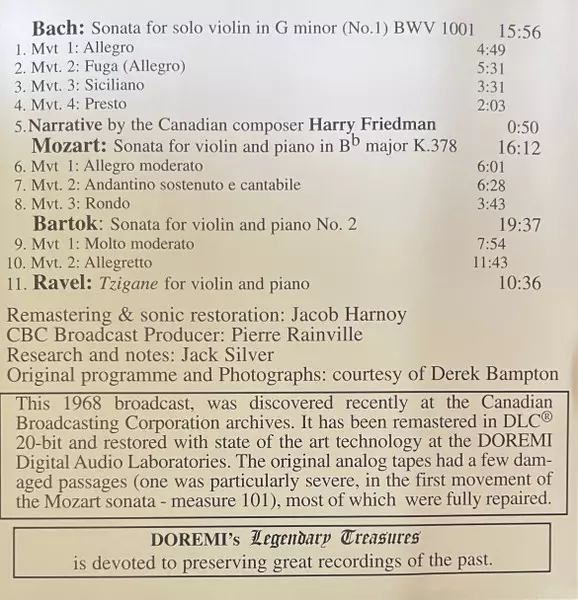 Bach: Sonata for solo violin in G minor (No.1) BWV 1001 15:56
1. Mvt 1: Allegro 4:49
2. Mvt. 2: Fuga (Allegro) 5:31
3. Mvt. 3: Siciliano 3:31
4. Mvt. 4: Presto 2:03
5. Narrative by the Canadian composer Harry Friedman 0:50
Mozart: Sonata for violin and piano in Bb major K.378 16:12
6. Mvt 1: Allegro moderato 6:01
7. Mvt. 2: Andantino sostenuto e cantabile 6:28
8. Mvt. 3: Rondo 3:43
Bartok: Sonata for violin and piano No. 2 19:37
9. Mvt 1: Molto moderato 7:54
10. Mvt. 2: Allegretto 11:43
11. Ravel: Tzigane for violin and piano 10:36
Remastering & sonic restoration: Jacob Harnoy
CBC Broadcast Producer: Pierre Rainville
Research and notes: Jack Silver
Original programme and Photographs: courtesy of Derek Bampton
This 1968 broadcast, was discovered recently at the Canadian
Broadcasting Corporation archives. It has been remastered in DLC®
20-bit and restored with state of the art technology at the DOREMI
Digital Audio Laboratories. The original analog tapes had a few dam-
aged passages (one was particularly severe, in the first movement of
the Mozart sonata - measure 101), most of which were fully repaired.
DOREMI's Legendary Treasures
is devoted to preserving great recordings of the past.